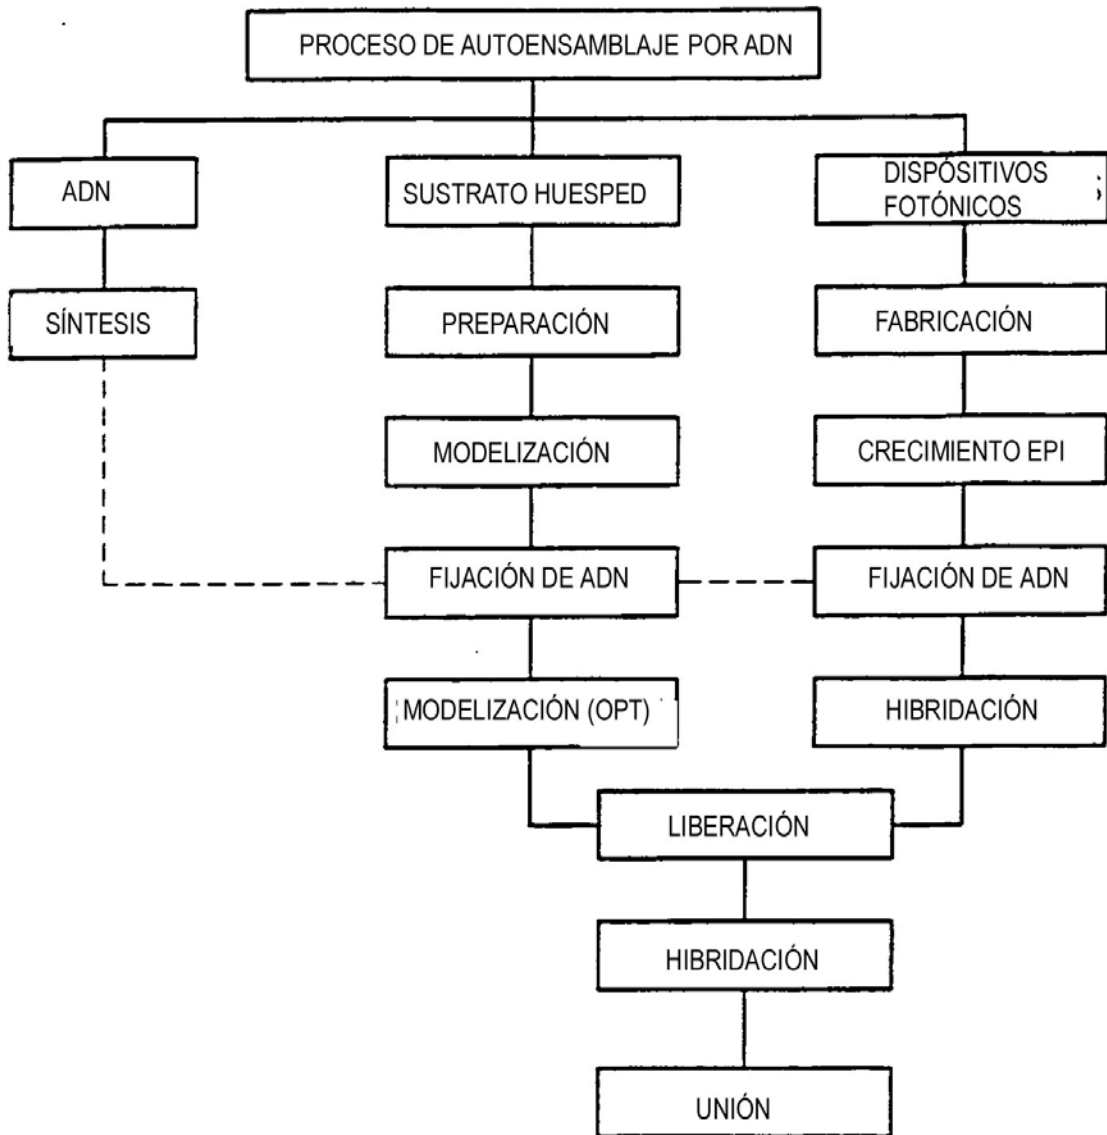 PROCESO DE AUTOENSAMBLAJE POR ADN
ADN
SUSTRATO HUESPED
DISPÓSITIVOS
FOTÓNICOS
SÍNTESIS
PREPARACIÓN
FABRICACIÓN
MODELIZACIÓN
CRECIMIENTO EPI
FIJACIÓN DE ADN
FIJACIÓN DE ADN
MODELIZACIÓN (OPT)
HIBRIDACIÓN
LIBERACIÓN
HIBRIDACIÓN
UNIÓN